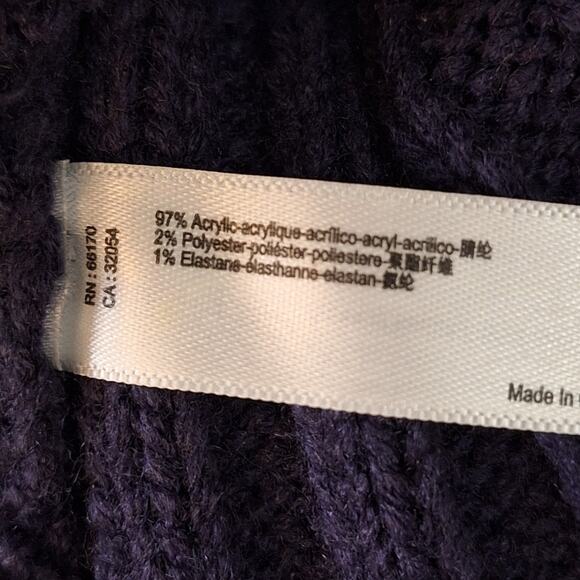 97% Acrylic-acrylique-acrílico-acryl-acrilico-腈纶
2% Polyester-poliéster-poliestere-聚酯纤维
1% Elastane-élasthanne-elastan-氨纶
RN : 66170
CA : 32054
Made In